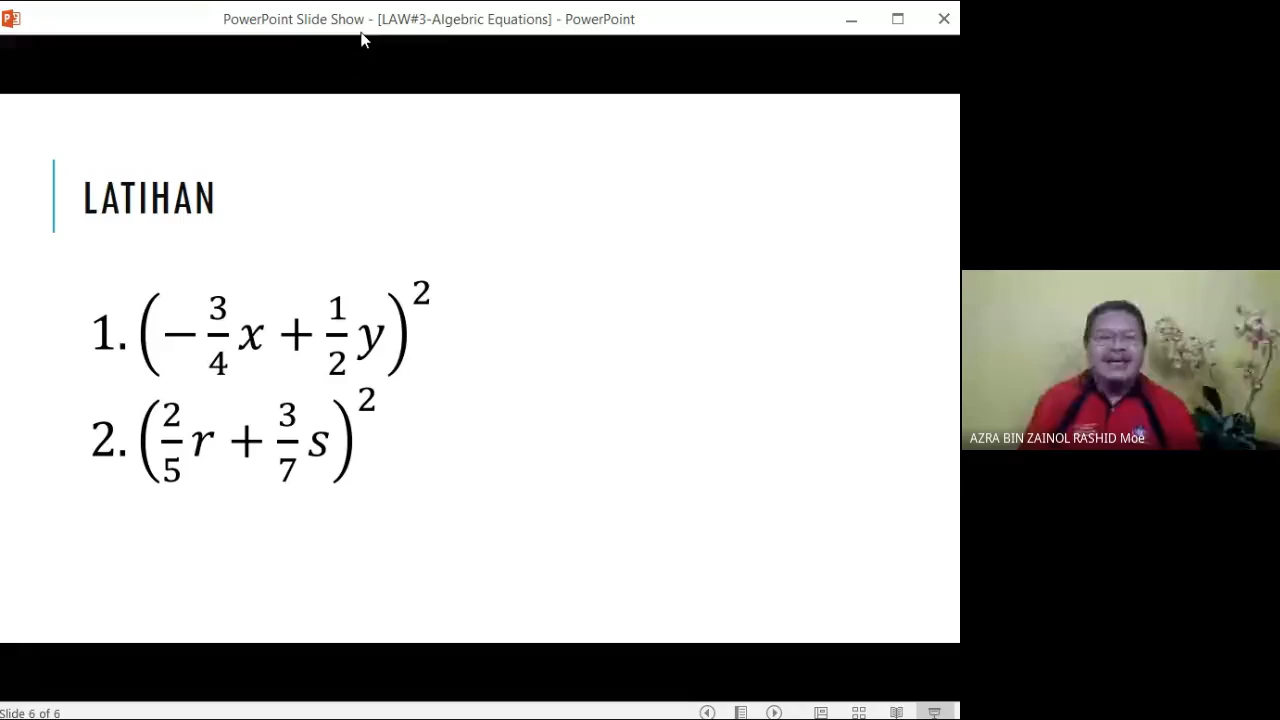 PowerPoint Slide Show - [LAW#3-Algebric Equations] - PowerPoint
LATIHAN
1. (−3/4 x + 1/2 y)²
2. (2/5 r + 3/7 s)²
AZRA BIN ZAINOL RASHID Moe
Slide 6 of 6